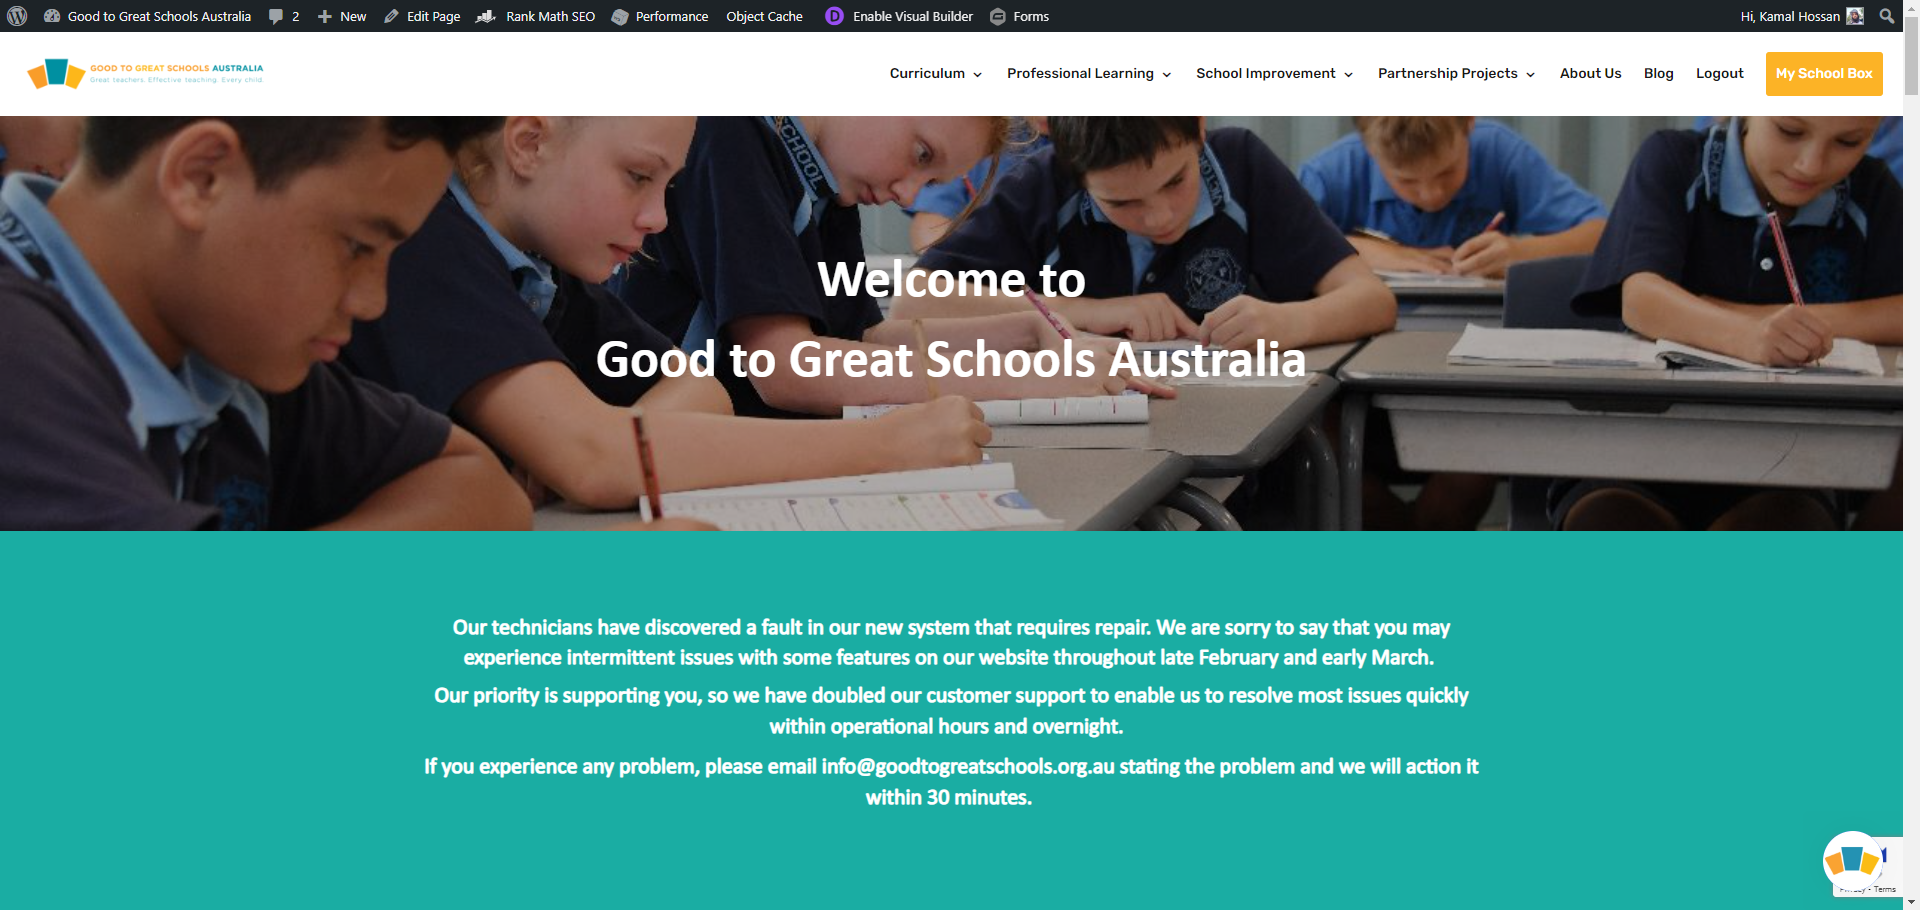 Good to Great Schools Australia 2 New Edit Page Rank Math SEO Performance Object Cache Enable Visual Builder Forms Hi, Kamal Hossan
GOOD TO GREAT SCHOOLS AUSTRALIA
Great teachers. Effective teaching. Every child.
Curriculum Professional Learning School Improvement Partnership Projects About Us Blog Logout My School Box
SCHOOL
Welcome to
Good to Great Schools Australia
Our technicians have discovered a fault in our new system that requires repair. We are sorry to say that you may
experience intermittent issues with some features on our website throughout late February and early March.
Our priority is supporting you, so we have doubled our customer support to enable us to resolve most issues quickly
within operational hours and overnight.
If you experience any problem, please email info@goodtogreatschools.org.au stating the problem and we will action it
within 30 minutes.
Privacy - Terms